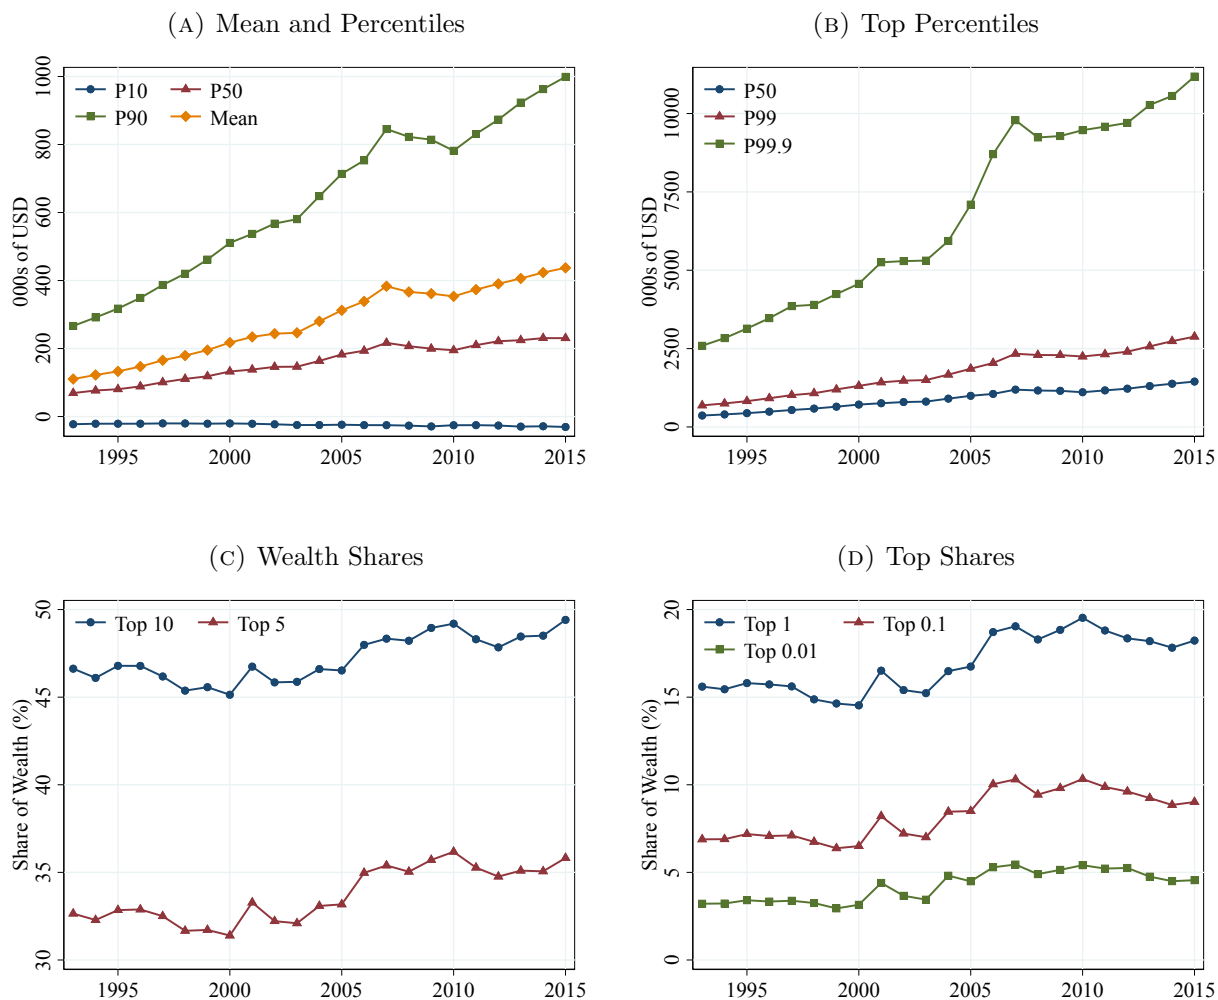 (A) Mean and Percentiles
000s of USD
1000
800
600
400
200
0
P10
P50
P90
Mean
1995
2000
2005
2010
2015
(B) Top Percentiles
000s of USD
10000
7500
5000
2500
0
P50
P99
P99.9
1995
2000
2005
2010
2015
(C) Wealth Shares
Share of Wealth (%)
50
45
40
35
30
Top 10
Top 5
1995
2000
2005
2010
2015
(D) Top Shares
Share of Wealth (%)
20
15
10
5
0
Top 1
Top 0.1
Top 0.01
1995
2000
2005
2010
2015